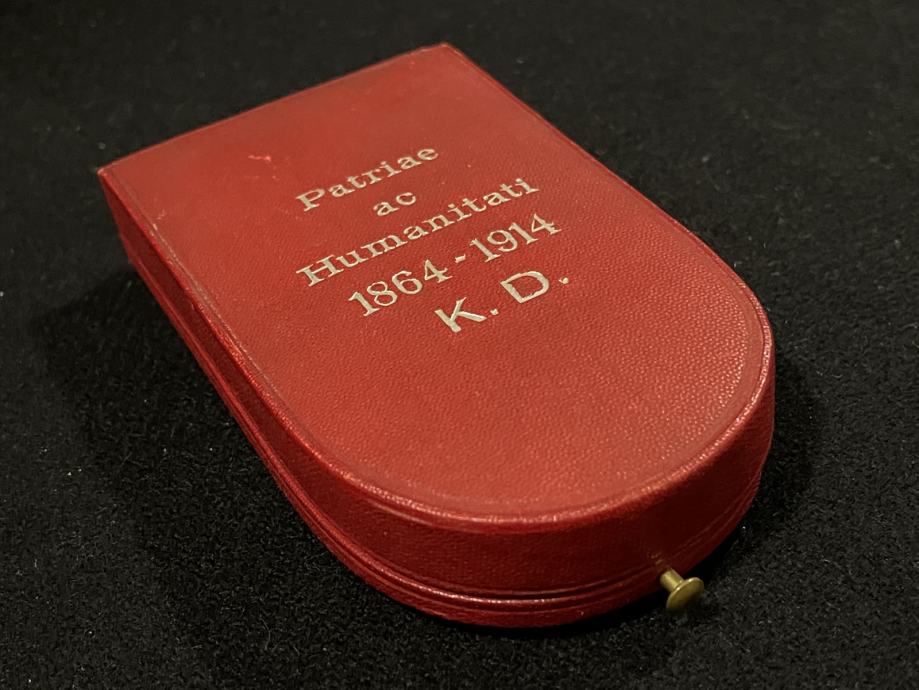 Patriae
ac
Humanitati
1864-1914
K. D.